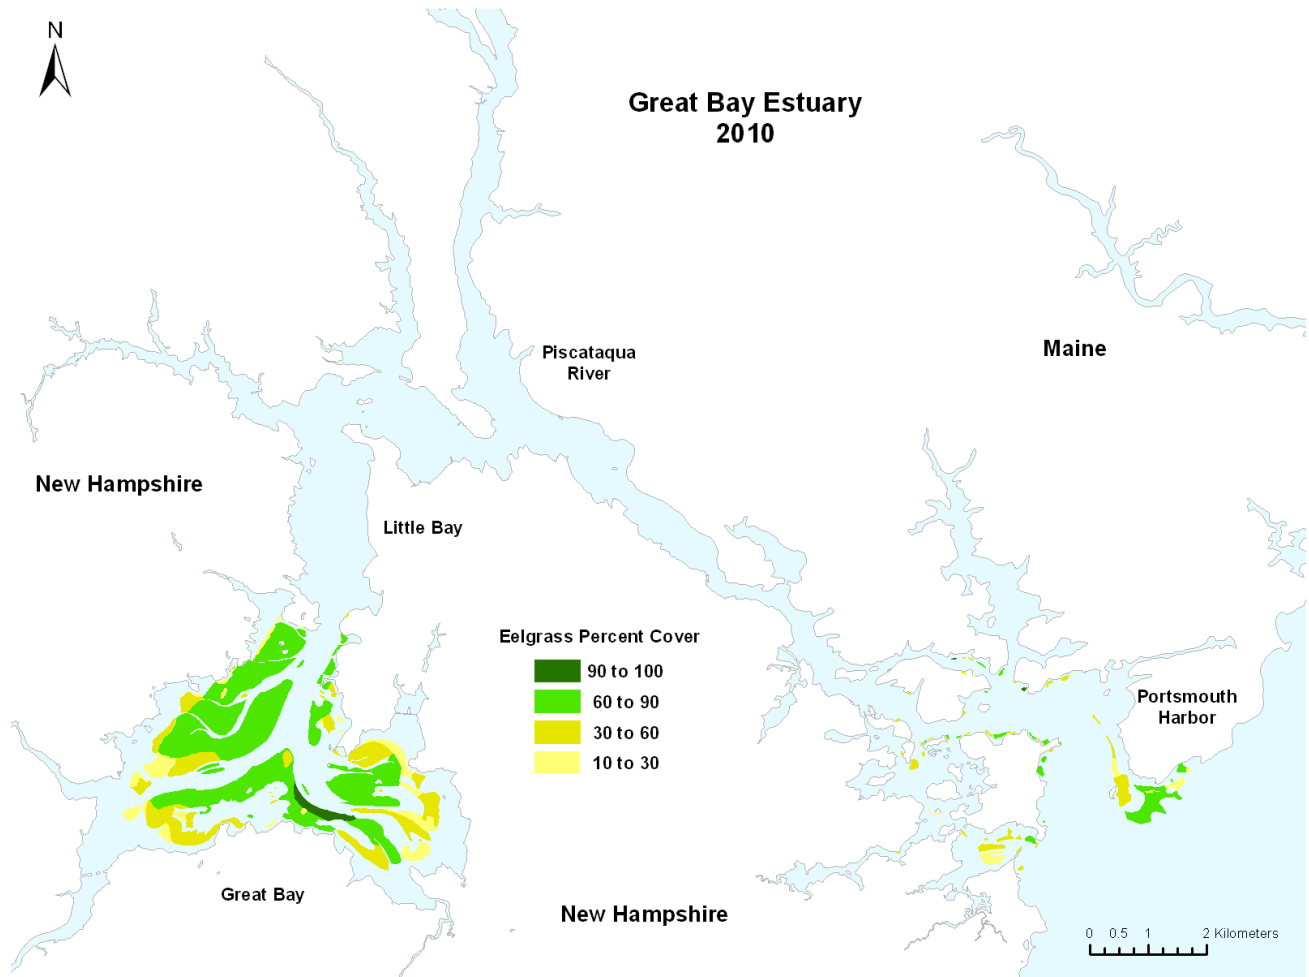 N
Great Bay Estuary
2010
Maine
Piscataqua
River
New Hampshire
Little Bay
Eelgrass Percent Cover
90 to 100
60 to 90
30 to 60
10 to 30
Portsmouth
Harbor
Great Bay
New Hampshire
0 0.5 1 2 Kilometers